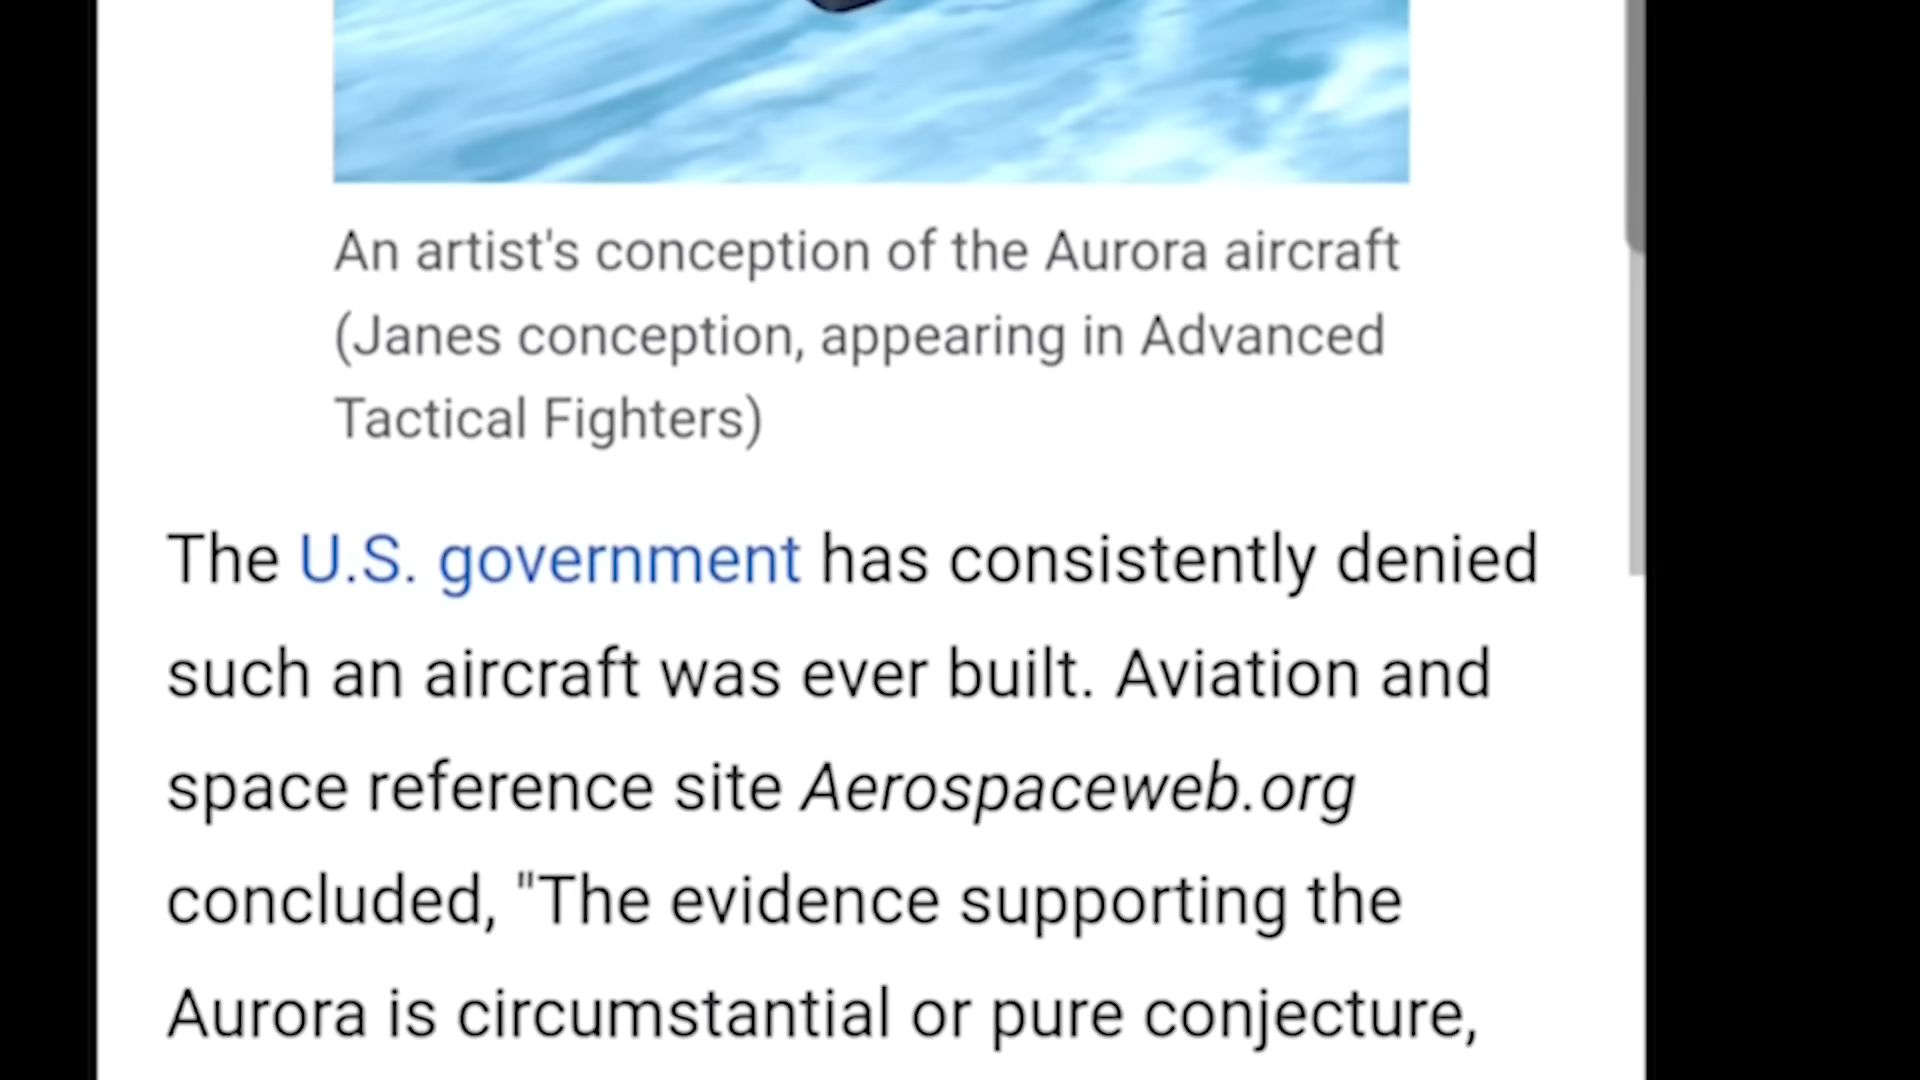 An artist's conception of the Aurora aircraft
(Janes conception, appearing in Advanced
Tactical Fighters)
The U.S. government has consistently denied
such an aircraft was ever built. Aviation and
space reference site Aerospaceweb.org
concluded, "The evidence supporting the
Aurora is circumstantial or pure conjecture,